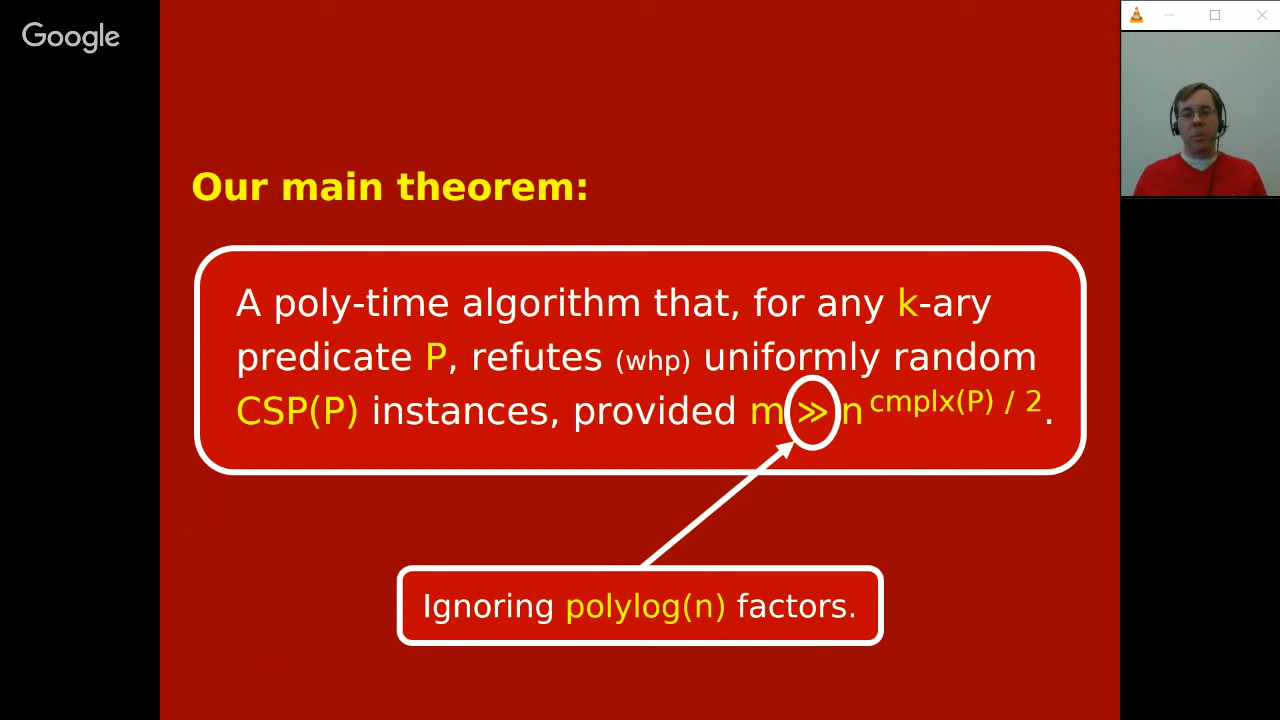 Google
Our main theorem:
A poly-time algorithm that, for any k-ary
predicate P, refutes (whp) uniformly random
CSP(P) instances, provided m ≫ n cmplx(P) / 2.
Ignoring polylog(n) factors.